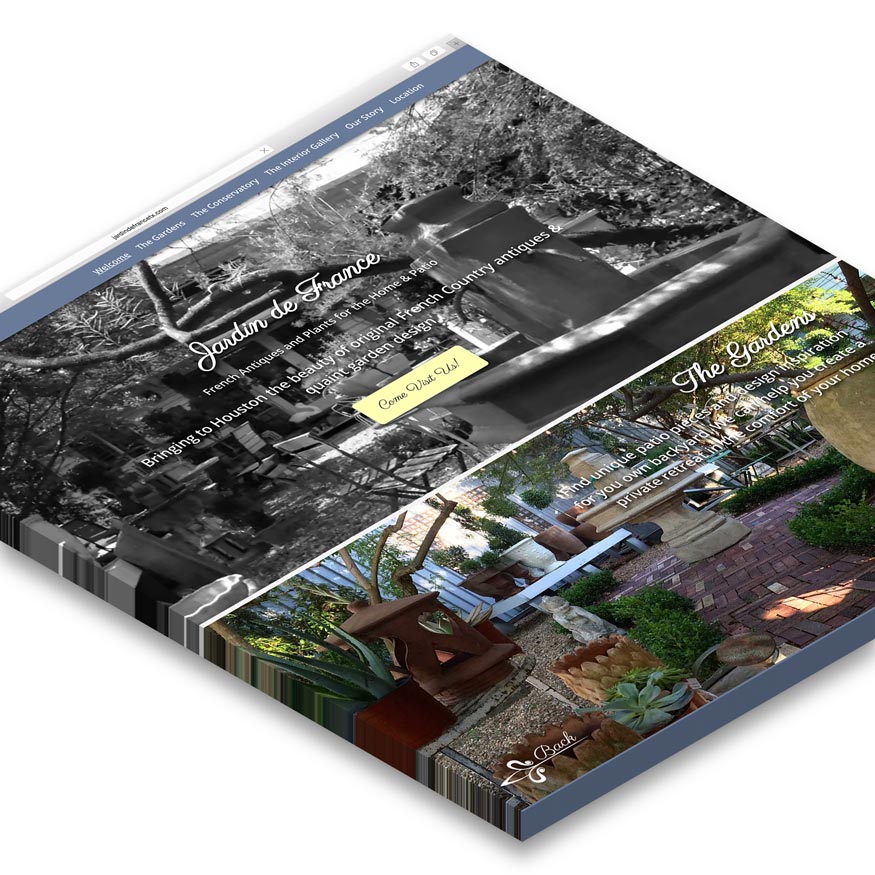 jardindefrancetx.com
Welcome The Gardens The Conservatory The Interior Gallery Our Story Location
Jardin de France
French Antiques and Plants for the Home & Patio
Bringing to Houston the beauty of original French Country antiques &
quaint garden design.
Come Visit Us!
The Gardens
Find unique patio pieces and design inspiration
for you own backyard. We can help you create a
private retreat in the comfort of your home
Back